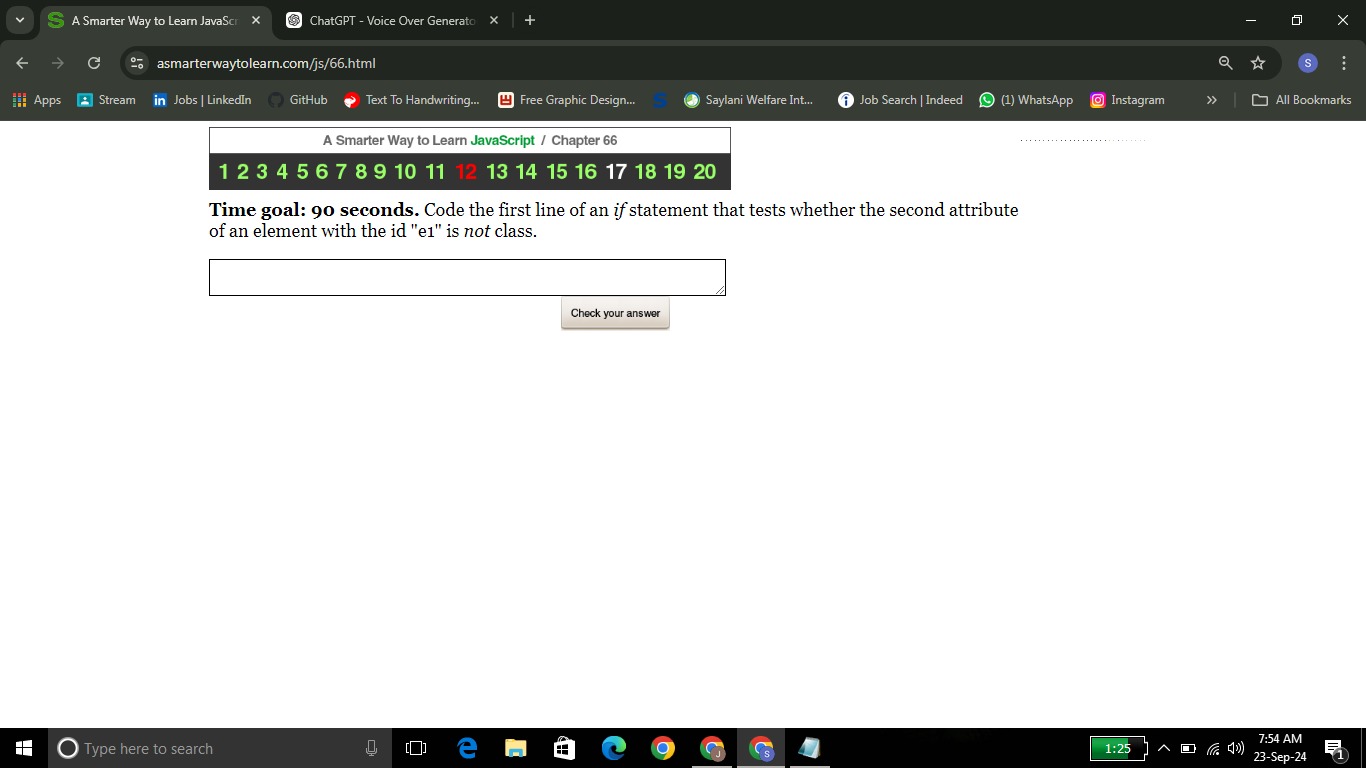 A Smarter Way to Learn JavaSc
ChatGPT - Voice Over Generato
asmarterwaytolearn.com/js/66.html
S
Apps
Stream
Jobs | LinkedIn
GitHub
Text To Handwriting...
Free Graphic Design...
Saylani Welfare Int...
Job Search | Indeed
(1) WhatsApp
Instagram
»
All Bookmarks
A Smarter Way to Learn JavaScript / Chapter 66
1 2 3 4 5 6 7 8 9 10 11 12 13 14 15 16 17 18 19 20
Time goal: 90 seconds. Code the first line of an if statement that tests whether the second attribute
of an element with the id "e1" is not class.
Check your answer
Type here to search
1:25
7:54 AM
23-Sep-24
1